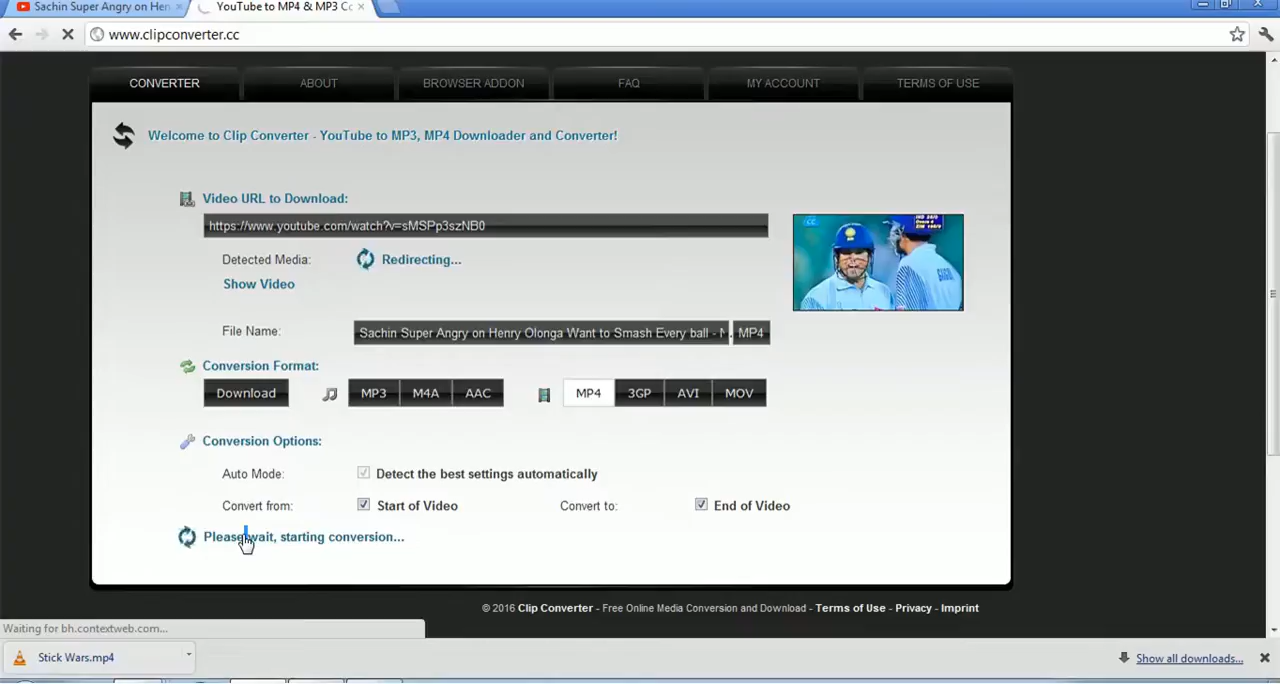 Sachin Super Angry on Hen
YouTube to MP4 & MP3 Co
www.clipconverter.cc
CONVERTER ABOUT BROWSER ADDON FAQ MY ACCOUNT TERMS OF USE
Welcome to Clip Converter - YouTube to MP3, MP4 Downloader and Converter!
Video URL to Download:
https://www.youtube.com/watch?v=sMSPp3szNB0
Detected Media: Redirecting...
Show Video
File Name: Sachin Super Angry on Henry Olonga Want to Smash Every ball - . MP4
Conversion Format:
Download MP3 M4A AAC MP4 3GP AVI MOV
Conversion Options:
Auto Mode: Detect the best settings automatically
Convert from: Start of Video Convert to: End of Video
Please wait, starting conversion...
© 2016 Clip Converter - Free Online Media Conversion and Download - Terms of Use - Privacy - Imprint
Waiting for bh.contextweb.com...
Stick Wars.mp4
Show all downloads...